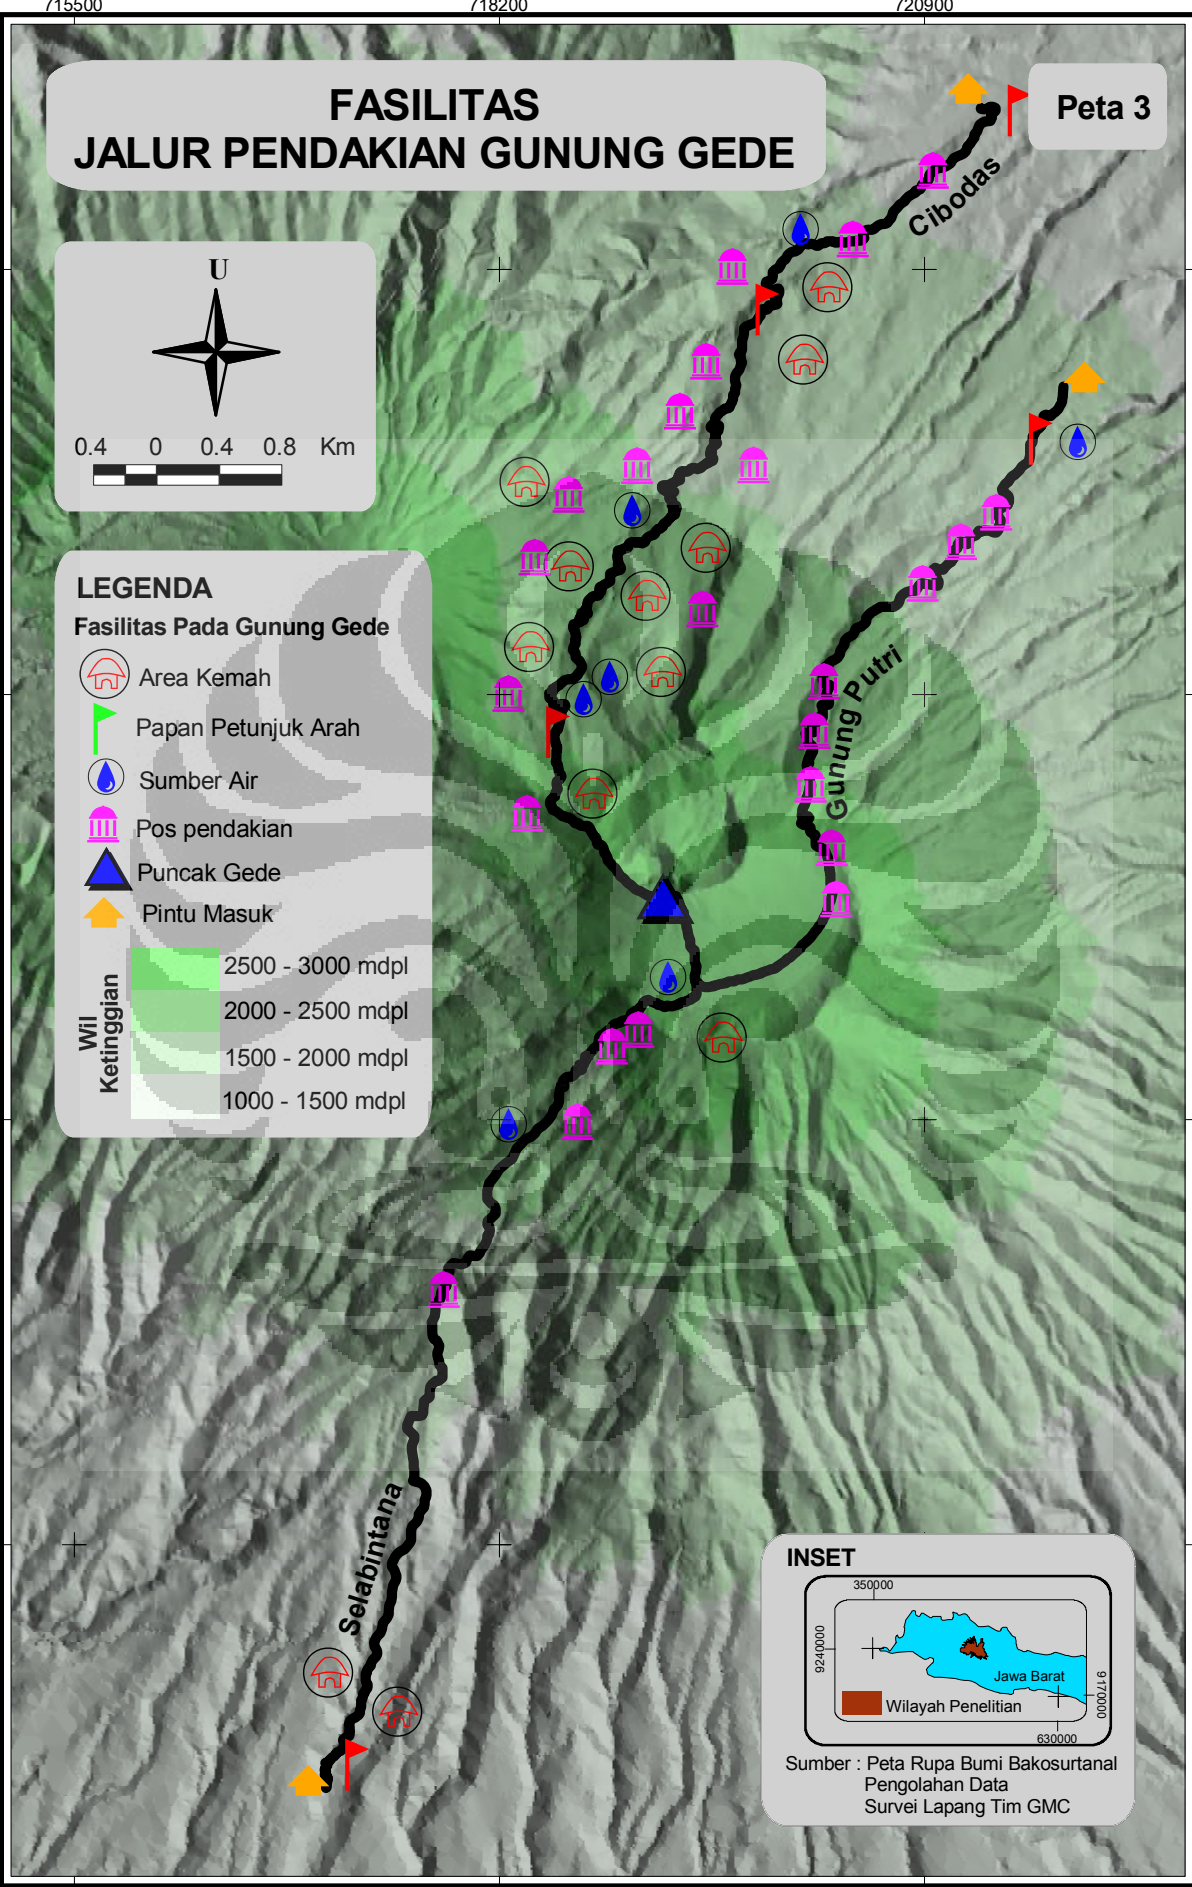 715500
718200
720900
FASILITAS
JALUR PENDAKIAN GUNUNG GEDE
Peta 3
Cibodas
U
0.4 0 0.4 0.8 Km
LEGENDA
Fasilitas Pada Gunung Gede
Area Kemah
Papan Petunjuk Arah
Sumber Air
Pos pendakian
Puncak Gede
Pintu Masuk
Wil
Ketinggian
2500 - 3000 mdpl
2000 - 2500 mdpl
1500 - 2000 mdpl
1000 - 1500 mdpl
Gunung Putri
Selabintana
INSET
350000
9240000
Jawa Barat
9170000
Wilayah Penelitian
630000
Sumber : Peta Rupa Bumi Bakosurtanal
Pengolahan Data
Survei Lapang Tim GMC